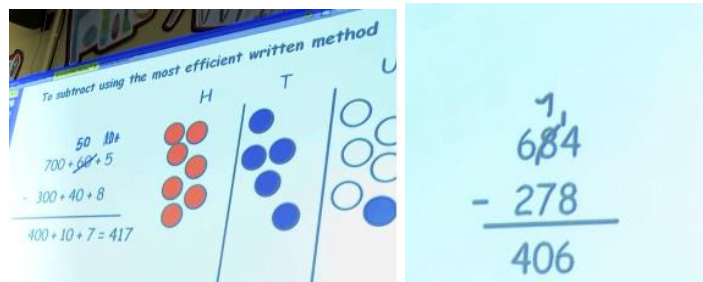 To subtract using the most efficient written method
H T U
50 10+
700 + 60 + 5
- 300 + 40 + 8
400 + 10 + 7 = 417
7 1
684
- 278
406